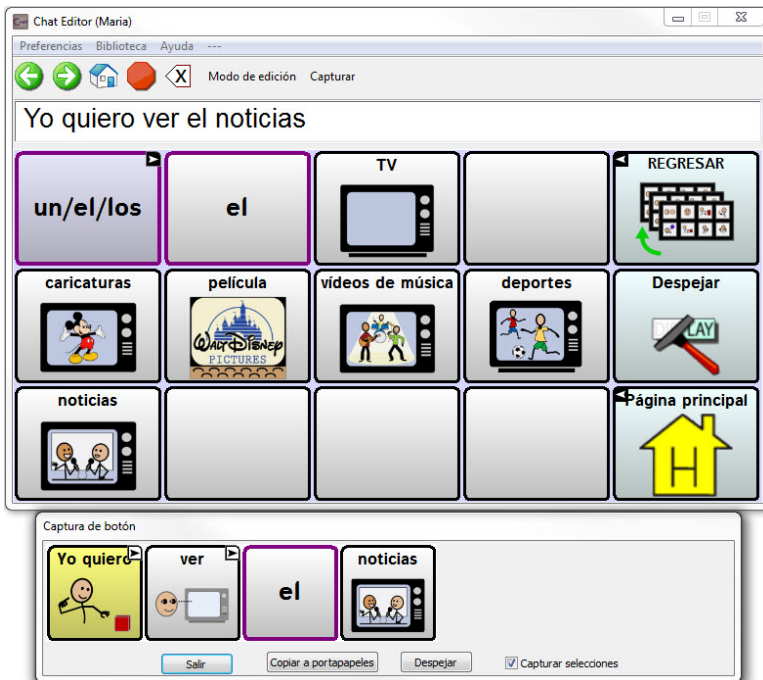 Chat Editor (Maria)
Preferencias Biblioteca Ayuda ---
X Modo de edición Capturar
Yo quiero ver el noticias
un/el/los el TV REGRESAR
caricaturas película vídeos de música deportes Despejar
WALT DISNEY
PICTURES
LAY
noticias Página principal
H
Captura de botón
Yo quiero ver el noticias
Salir Copiar a portapapeles Despejar Capturar selecciones